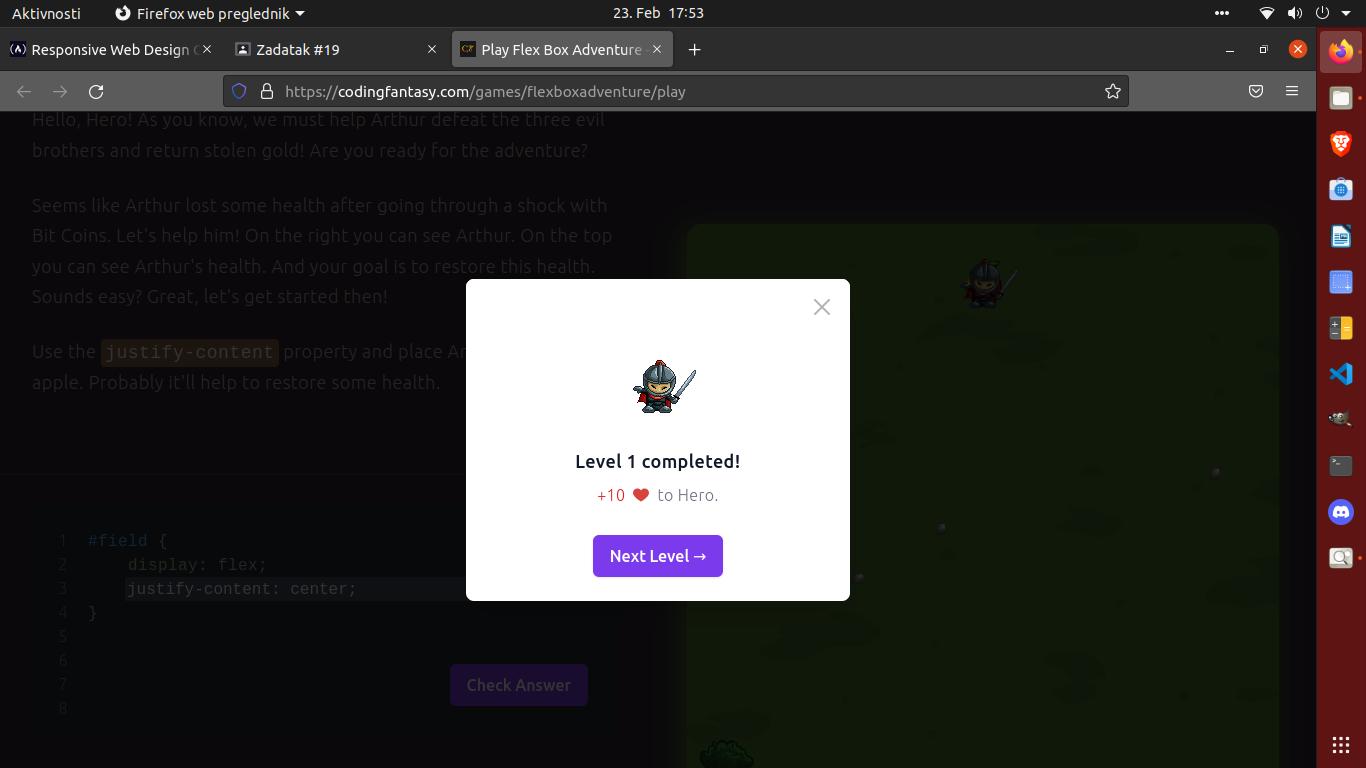 Aktivnosti
Firefox web preglednik
23. Feb 17:53
Responsive Web Design
Zadatak #19
Play Flex Box Adventure
https://codingfantasy.com/games/flexboxadventure/play
Hello, Hero! As you know, we must help Arthur defeat the three evil
brothers and return stolen gold! Are you ready for the adventure?
Seems like Arthur lost some health after going through a shock with
Bit Coins. Let's help him! On the right you can see Arthur. On the top
you can see Arthur's health. And your goal is to restore this health.
Sounds easy? Great, let's get started then!
Use the justify-content property and place
apple. Probably it'll help to restore some health.
Level 1 completed!
+10 to Hero.
Next Level →
1 #field {
2 display: flex;
3 justify-content: center;
4 }
5
6
7
8
Check Answer